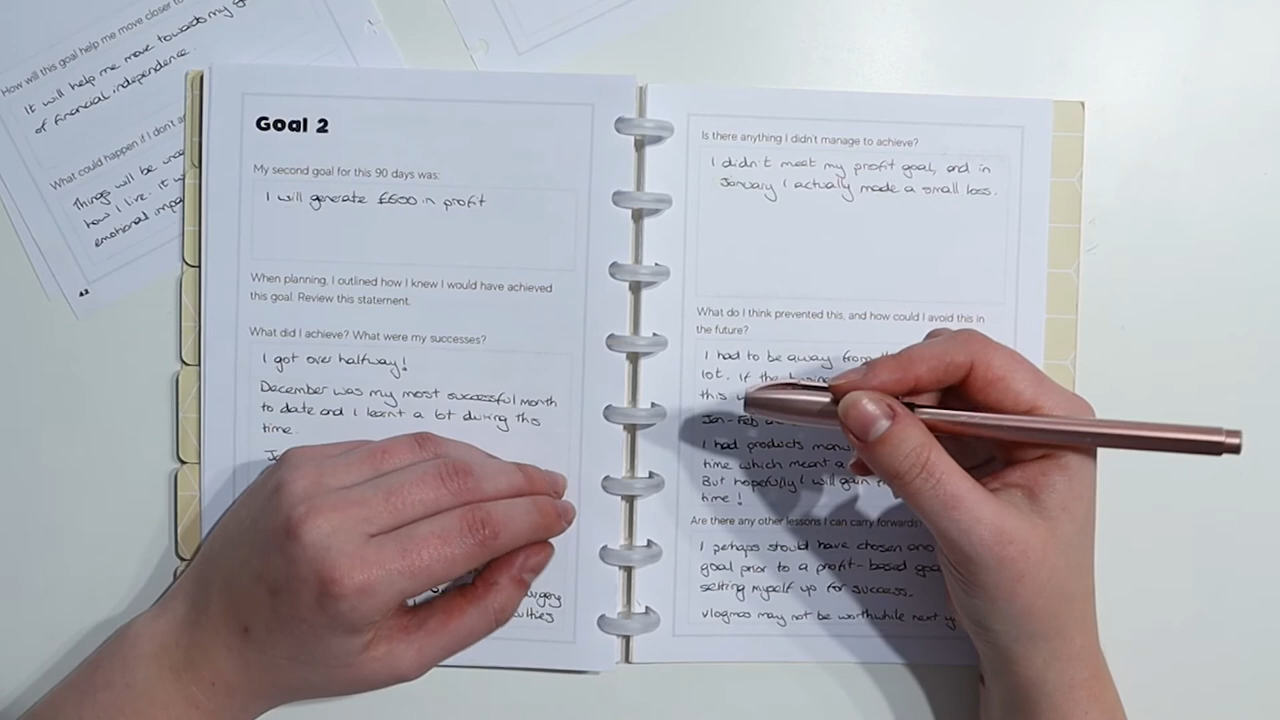 How will this goal help me move closer to
It will help me move towards my
of financial independence.
What could happen if I don't
Things will be
how I live. It
emotional
42
Goal 2
My second goal for this 90 days was:
I will generate £500 in profit
When planning, I outlined how I knew I would have achieved
this goal. Review this statement.
What did I achieve? What were my successes?
I got over halfway!
December was my most successful month
to date and I learnt a lot during this
time.
Is there anything I didn't manage to achieve?
I didn't meet my profit goal, and in
January I actually made a small loss.
What do I think prevented this, and how could I avoid this in
the future?
I had to be away from
lot. If the
this
Jan-Feb
I had products
time which meant a
But hopefully I will gain
time!
Are there any other lessons I can carry forwards?
I perhaps should have chosen
goal prior to a profit-based
setting myself up for success.
Vlogmas may not be worthwhile next